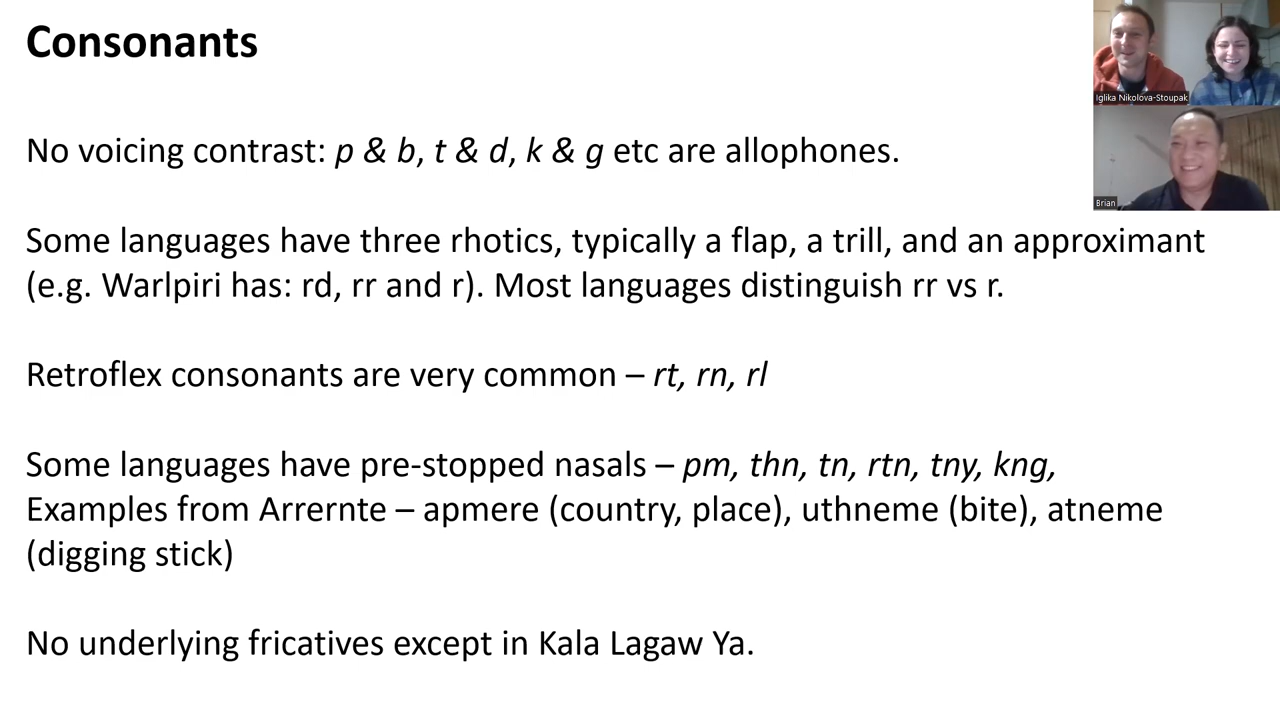 Consonants
Iglika Nikolova-Stoupak
No voicing contrast: p & b, t & d, k & g etc are allophones.
Brian
Some languages have three rhotics, typically a flap, a trill, and an approximant
(e.g. Warlpiri has: rd, rr and r). Most languages distinguish rr vs r.
Retroflex consonants are very common – rt, rn, rl
Some languages have pre-stopped nasals – pm, thn, tn, rtn, tny, kng,
Examples from Arrernte – apmere (country, place), uthneme (bite), atneme
(digging stick)
No underlying fricatives except in Kala Lagaw Ya.